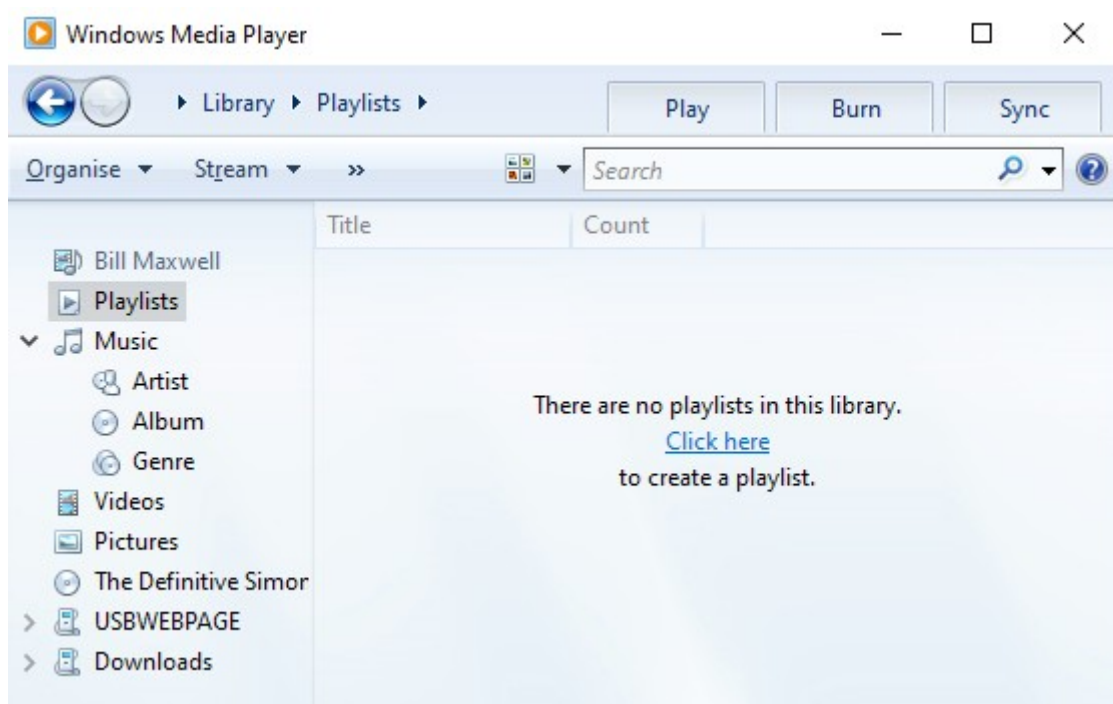 Windows Media Player
Library Playlists
Play Burn Sync
Organise Stream »
Search
Title Count
Bill Maxwell
Playlists
Music
Artist
Album
Genre
Videos
Pictures
The Definitive Simor
USBWEBPAGE
Downloads
There are no playlists in this library.
Click here
to create a playlist.